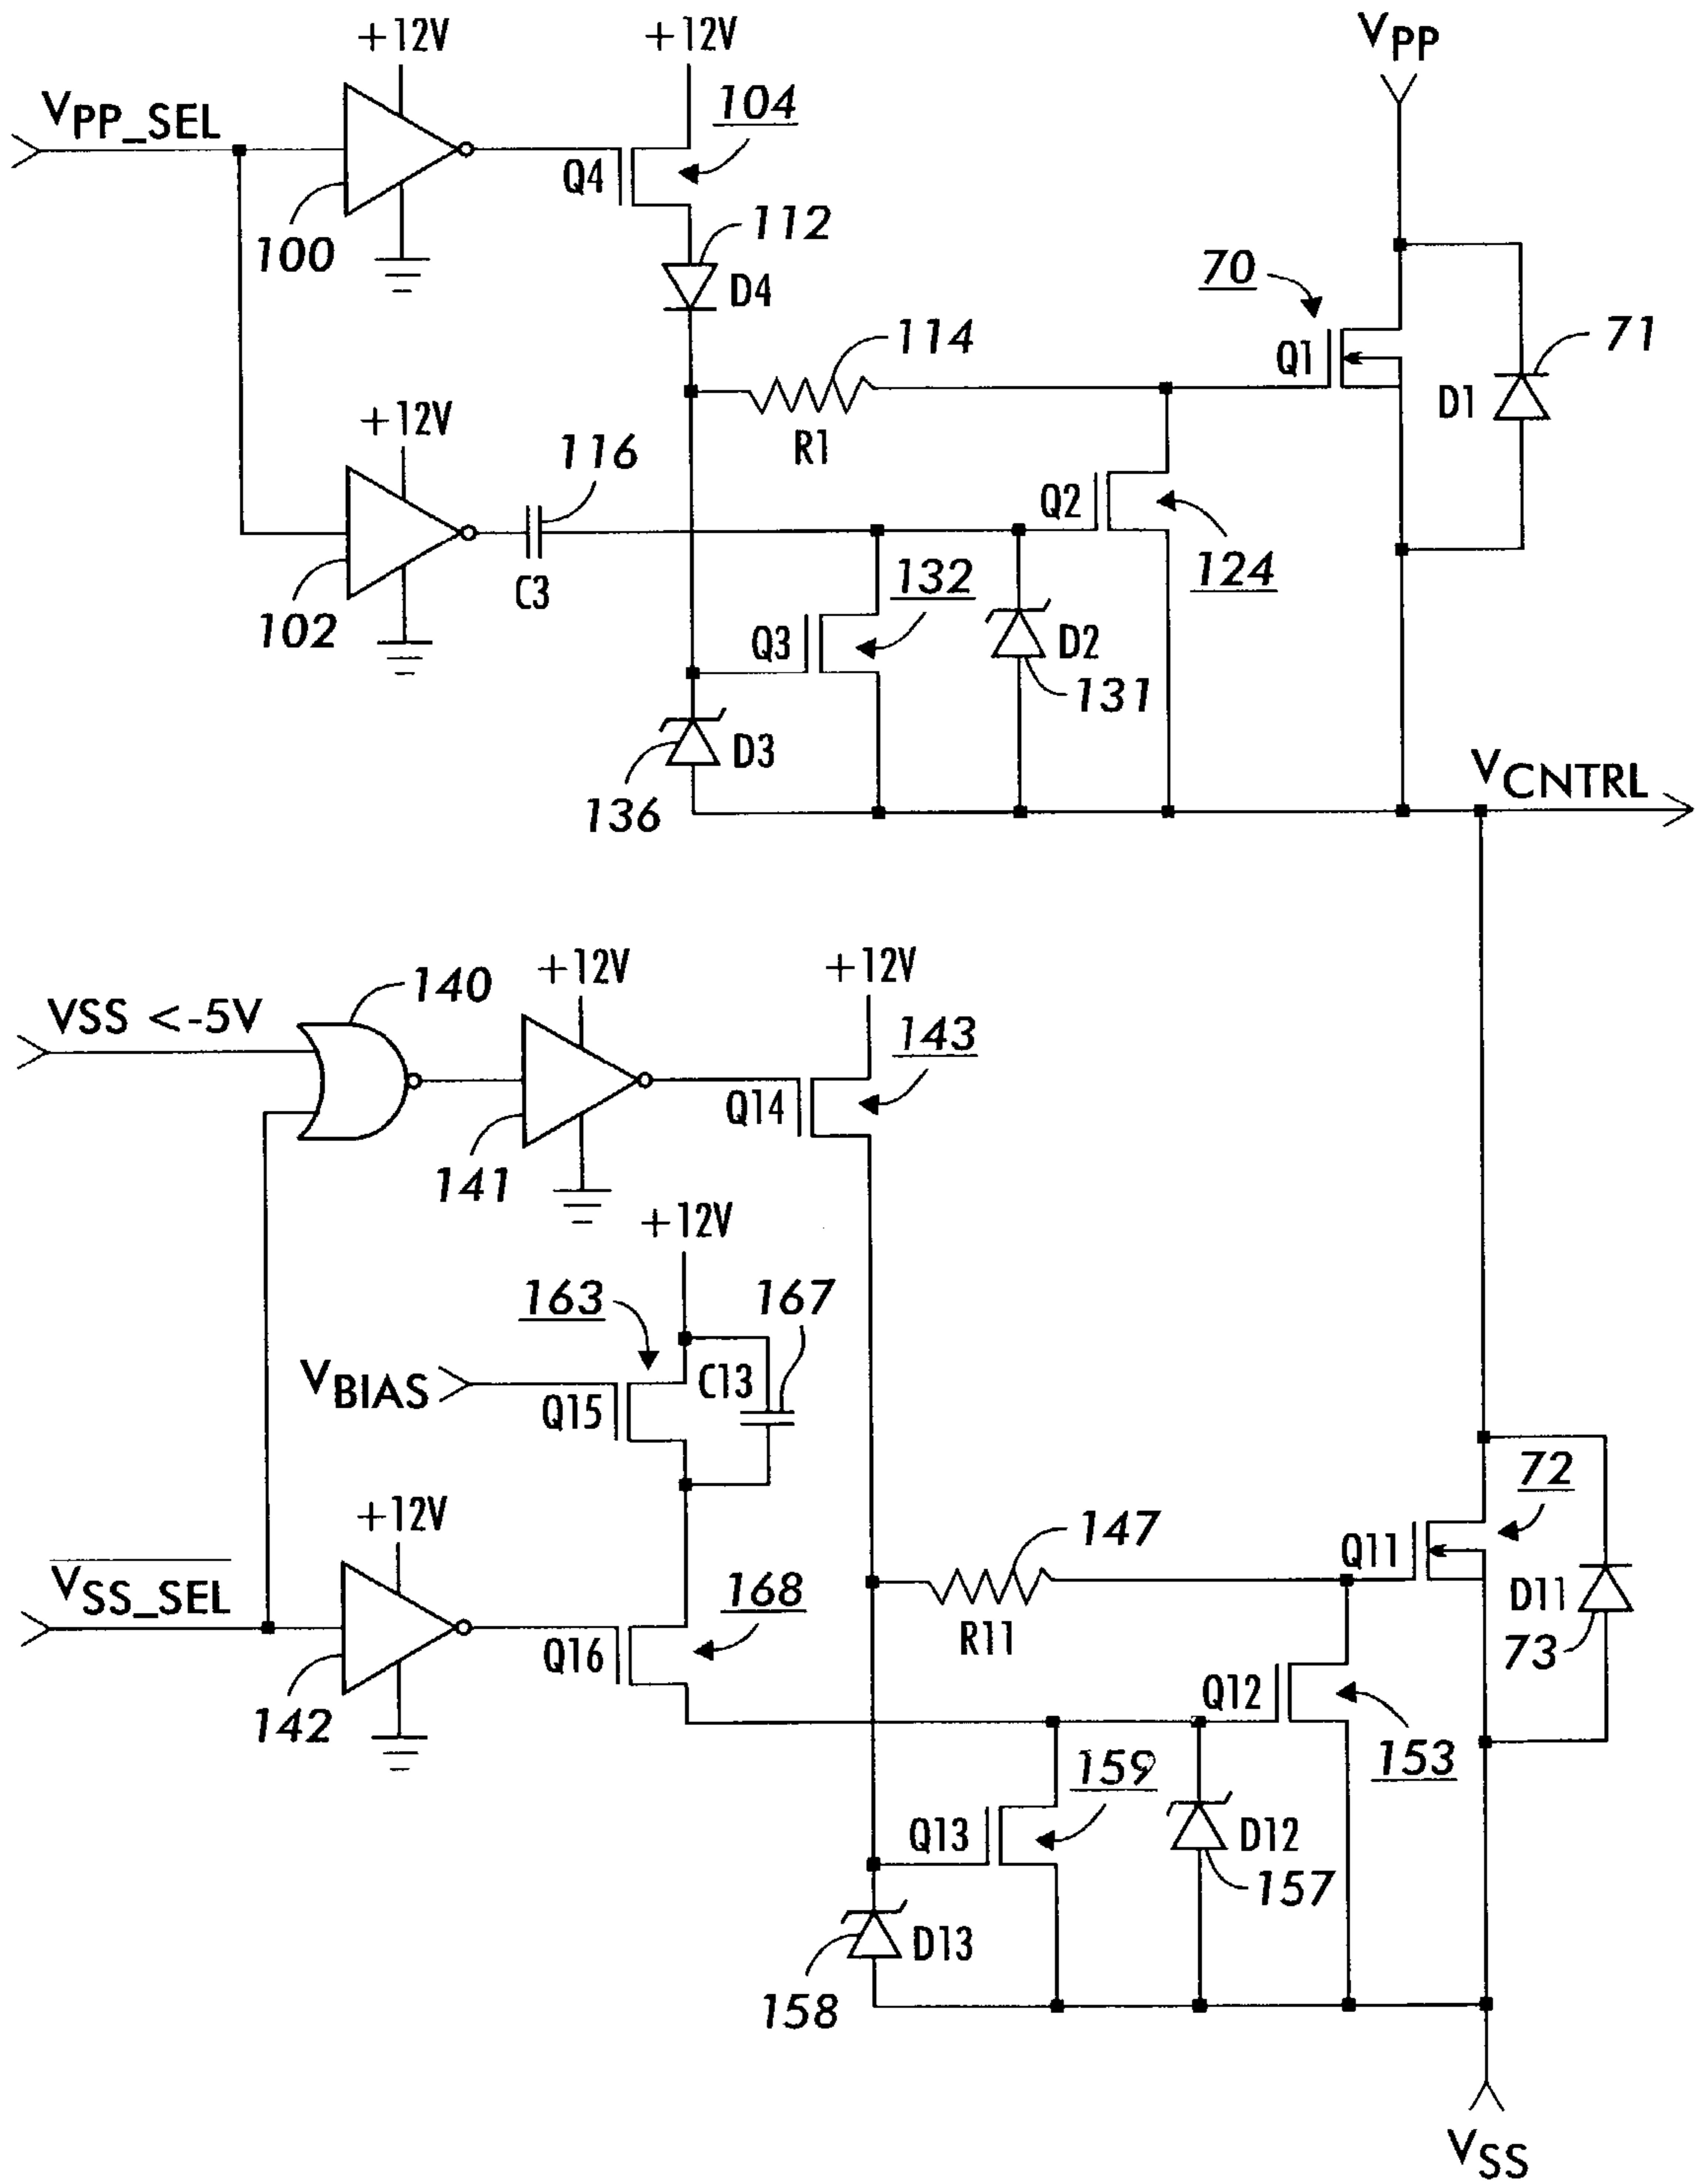 +12V
+12V
VPP
VPP_SEL
104
Q4
100
112
D4
70
71
114
Q1
D1
R1
+12V
116
Q2
C3
132
124
102
Q3
D2
131
D3
136
VCNTRL
+12V
+12V
140
VSS <-5V
143
Q14
141
+12V
163
167
VBIAS
C13
Q15
72
+12V
147
Q11
VSS_SEL
168
D11
R11
73
Q16
Q12
142
159
153
Q13
D12
157
D13
158
VSS